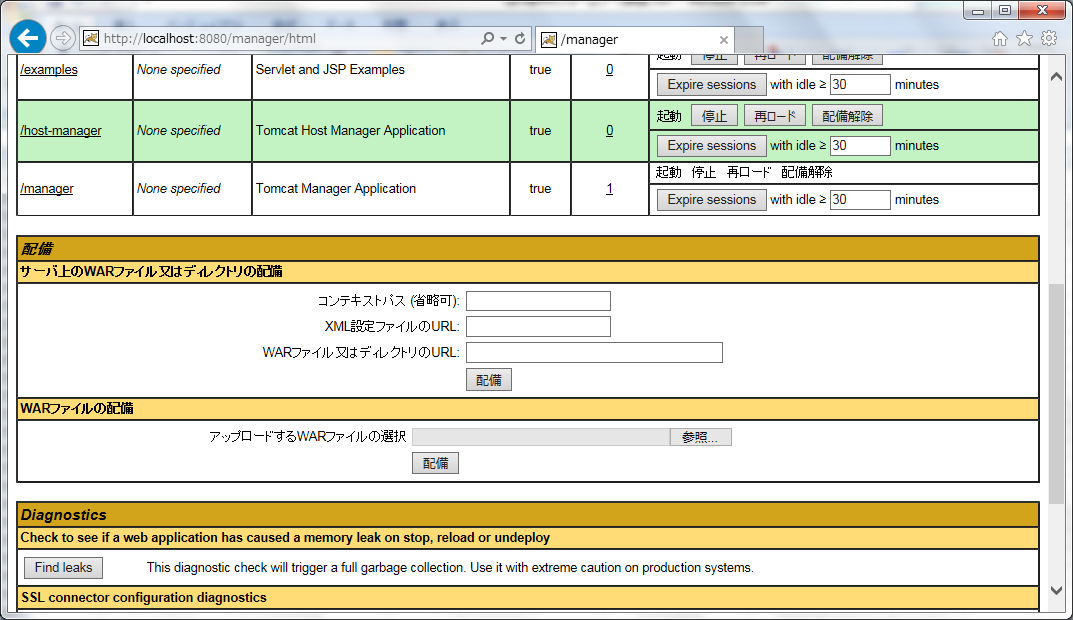 http://localhost:8080/manager/html
/manager
/examples None specified Servlet and JSP Examples true 0 起動 停止 再ロード 配備解除
Expire sessions with idle ≥ 30 minutes
/host-manager None specified Tomcat Host Manager Application true 0 起動 停止 再ロード 配備解除
Expire sessions with idle ≥ 30 minutes
/manager None specified Tomcat Manager Application true 1 起動 停止 再ロード 配備解除
Expire sessions with idle ≥ 30 minutes
配備
サーバ上のWARファイル又はディレクトリの配備
コンテキストパス (省略可):
XML設定ファイルのURL:
WARファイル又はディレクトリのURL:
配備
WARファイルの配備
アップロードするWARファイルの選択 参照...
配備
Diagnostics
Check to see if a web application has caused a memory leak on stop, reload or undeploy
Find leaks This diagnostic check will trigger a full garbage collection. Use it with extreme caution on production systems.
SSL connector configuration diagnostics